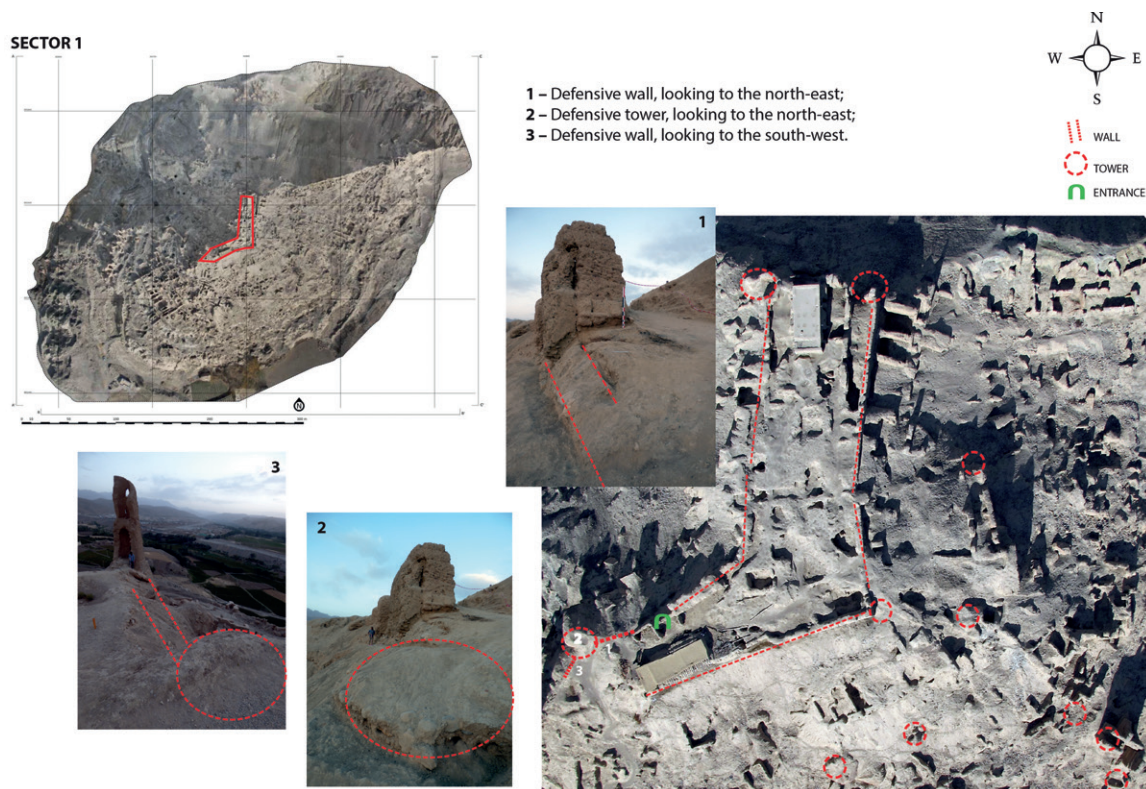 SECTOR 1
1 – Defensive wall, looking to the north-east;
2 – Defensive tower, looking to the north-east;
3 – Defensive wall, looking to the south-west.
N
W E
S
WALL
TOWER
ENTRANCE
1
3
2
2
1
3
N